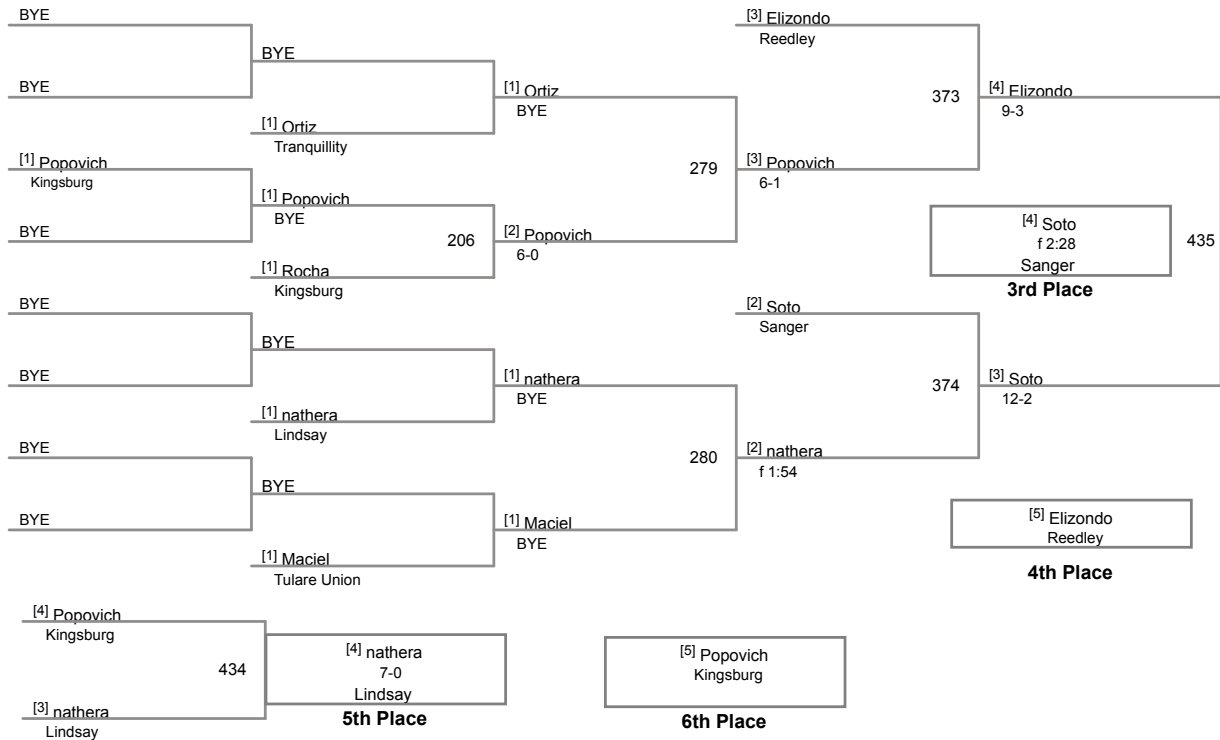 BYE
BYE
BYE
[1] Ortiz
Tranquillity
[1] Ortiz
BYE
[1] Popovich
Kingsburg
BYE
[1] Popovich
BYE
206
[1] Rocha
Kingsburg
[2] Popovich
6-0
279
[3] Popovich
6-1
[3] Elizondo
Reedley
373
[4] Elizondo
9-3
BYE
BYE
BYE
[1] nathera
Lindsay
[1] nathera
BYE
BYE
BYE
BYE
[1] Maciel
Tulare Union
[1] Maciel
BYE
280
[2] nathera
f 1:54
[2] Soto
Sanger
374
[3] Soto
12-2
435
[4] Soto
f 2:28
Sanger
3rd Place
[5] Elizondo
Reedley
4th Place
[4] Popovich
Kingsburg
434
[3] nathera
Lindsay
[4] nathera
7-0
Lindsay
5th Place
[5] Popovich
Kingsburg
6th Place